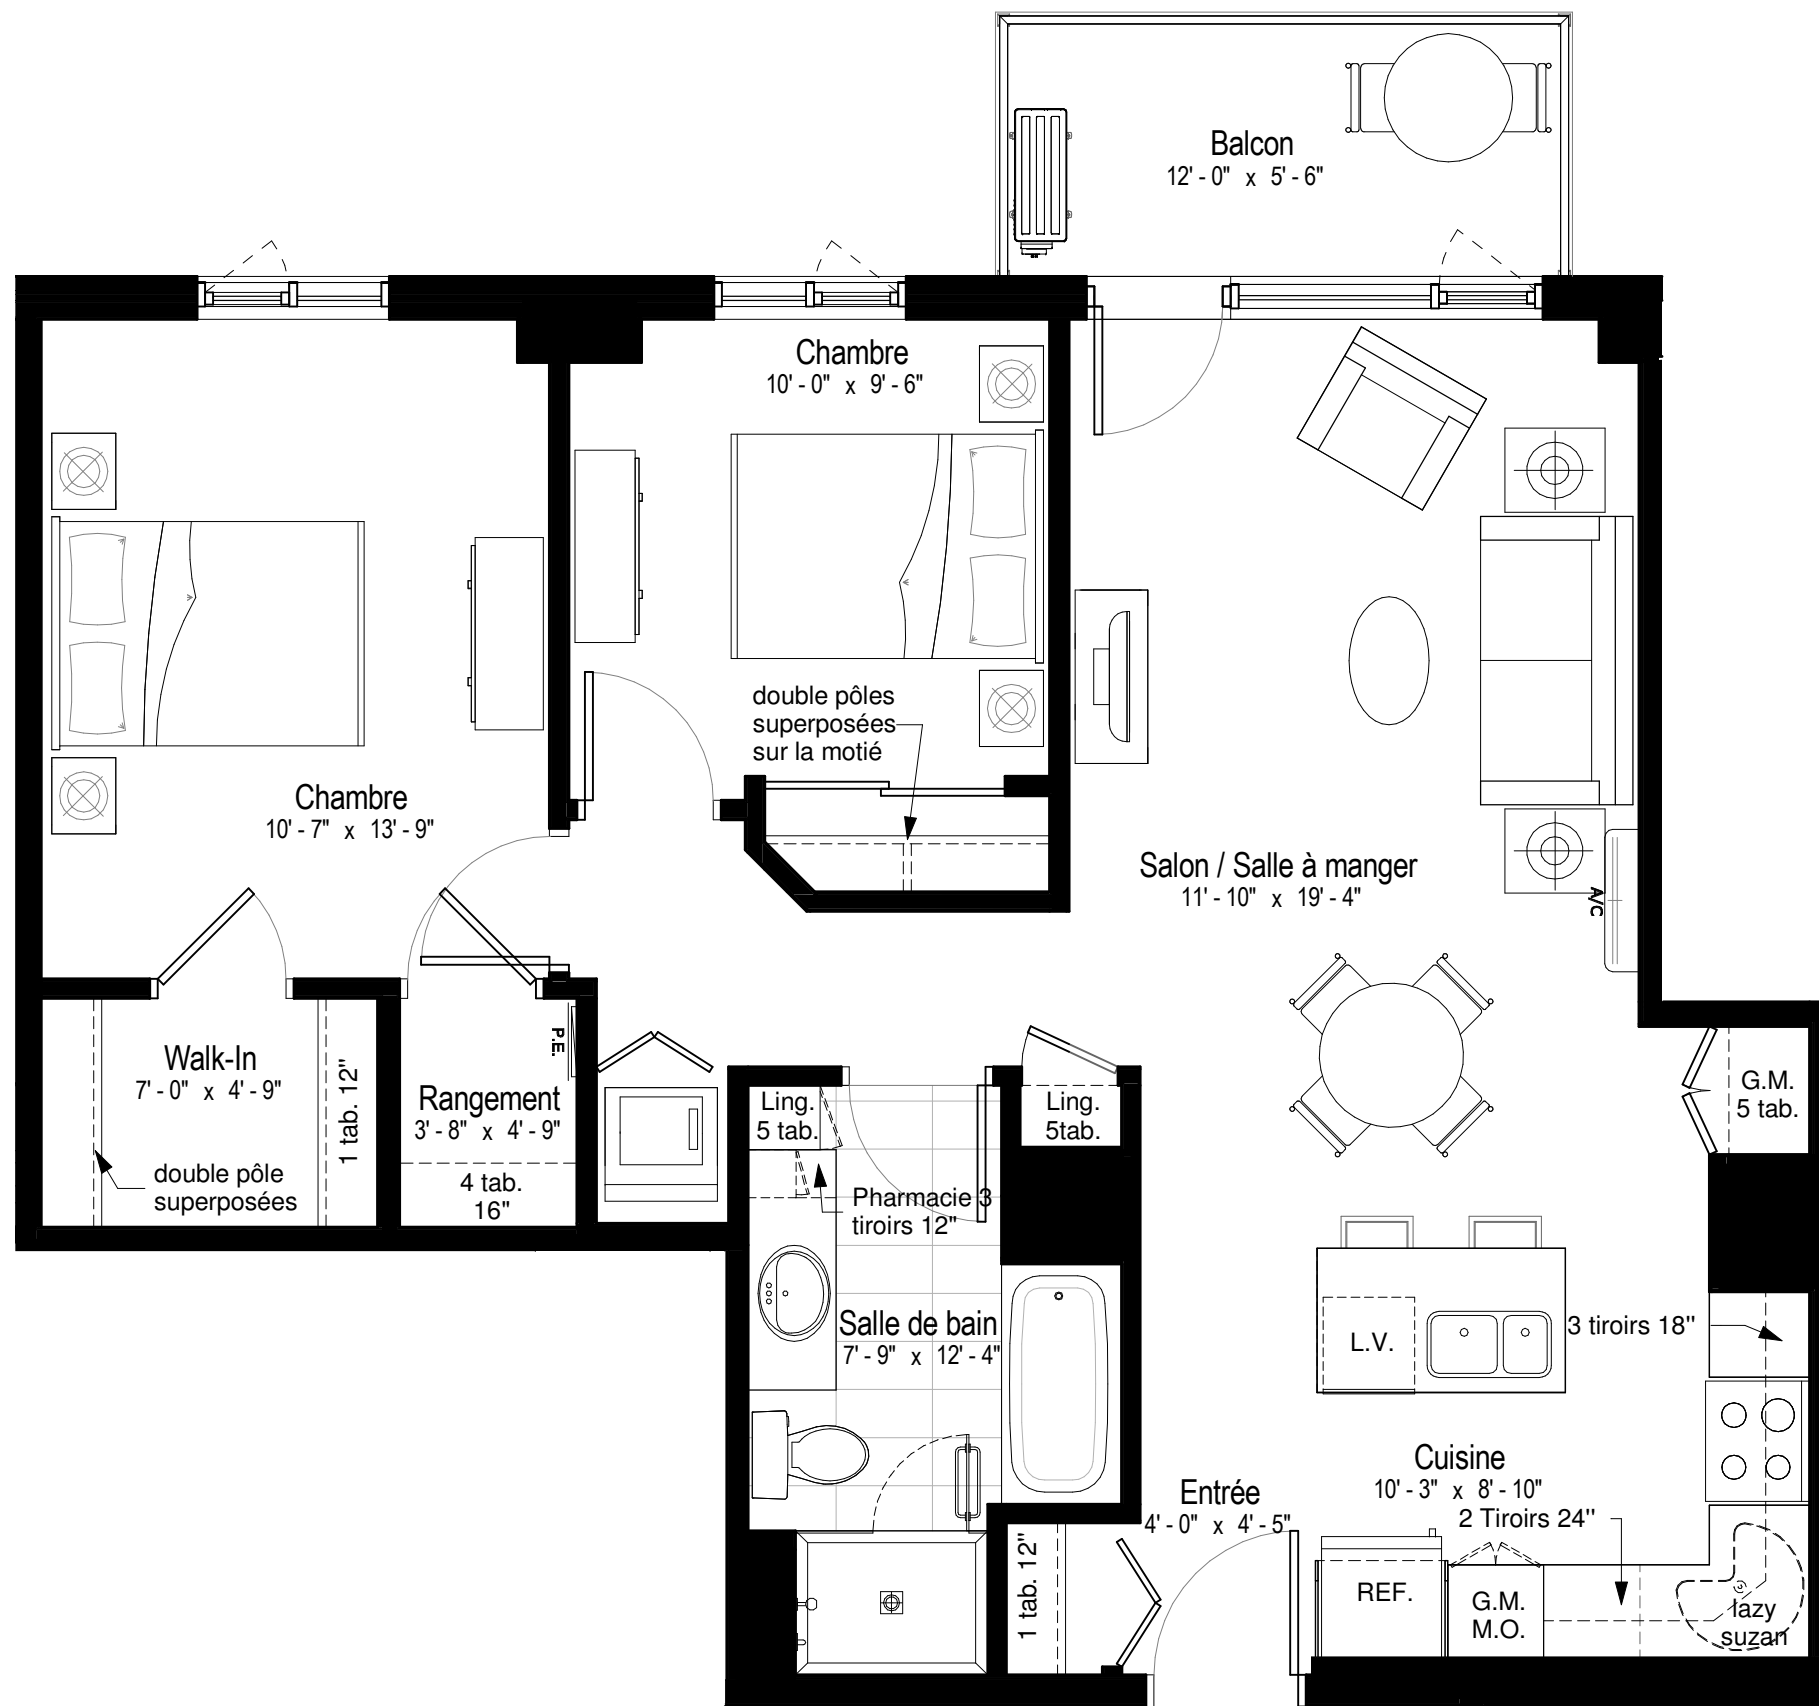 Balcon
12' - 0" x 5' - 6"
Chambre
10' - 0" x 9' - 6"
double pôles
superposées
sur la motié
Chambre
10' - 7" x 13' - 9"
Salon / Salle à manger
11' - 10" x 19' - 4"
A/C
Walk-In
7' - 0" x 4' - 9"
1 tab. 12"
double pôle
superposées
P.E.
Rangement
3' - 8" x 4' - 9"
4 tab.
16"
Ling.
5 tab.
Ling.
5tab.
G.M.
5 tab.
Pharmacie 3
tiroirs 12"
Salle de bain
7' - 9" x 12' - 4"
L.V.
3 tiroirs 18"
Cuisine
10' - 3" x 8' - 10"
2 Tiroirs 24"
Entrée
4' - 0" x 4' - 5"
1 tab. 12"
REF.
G.M.
M.O.
lazy
suzan